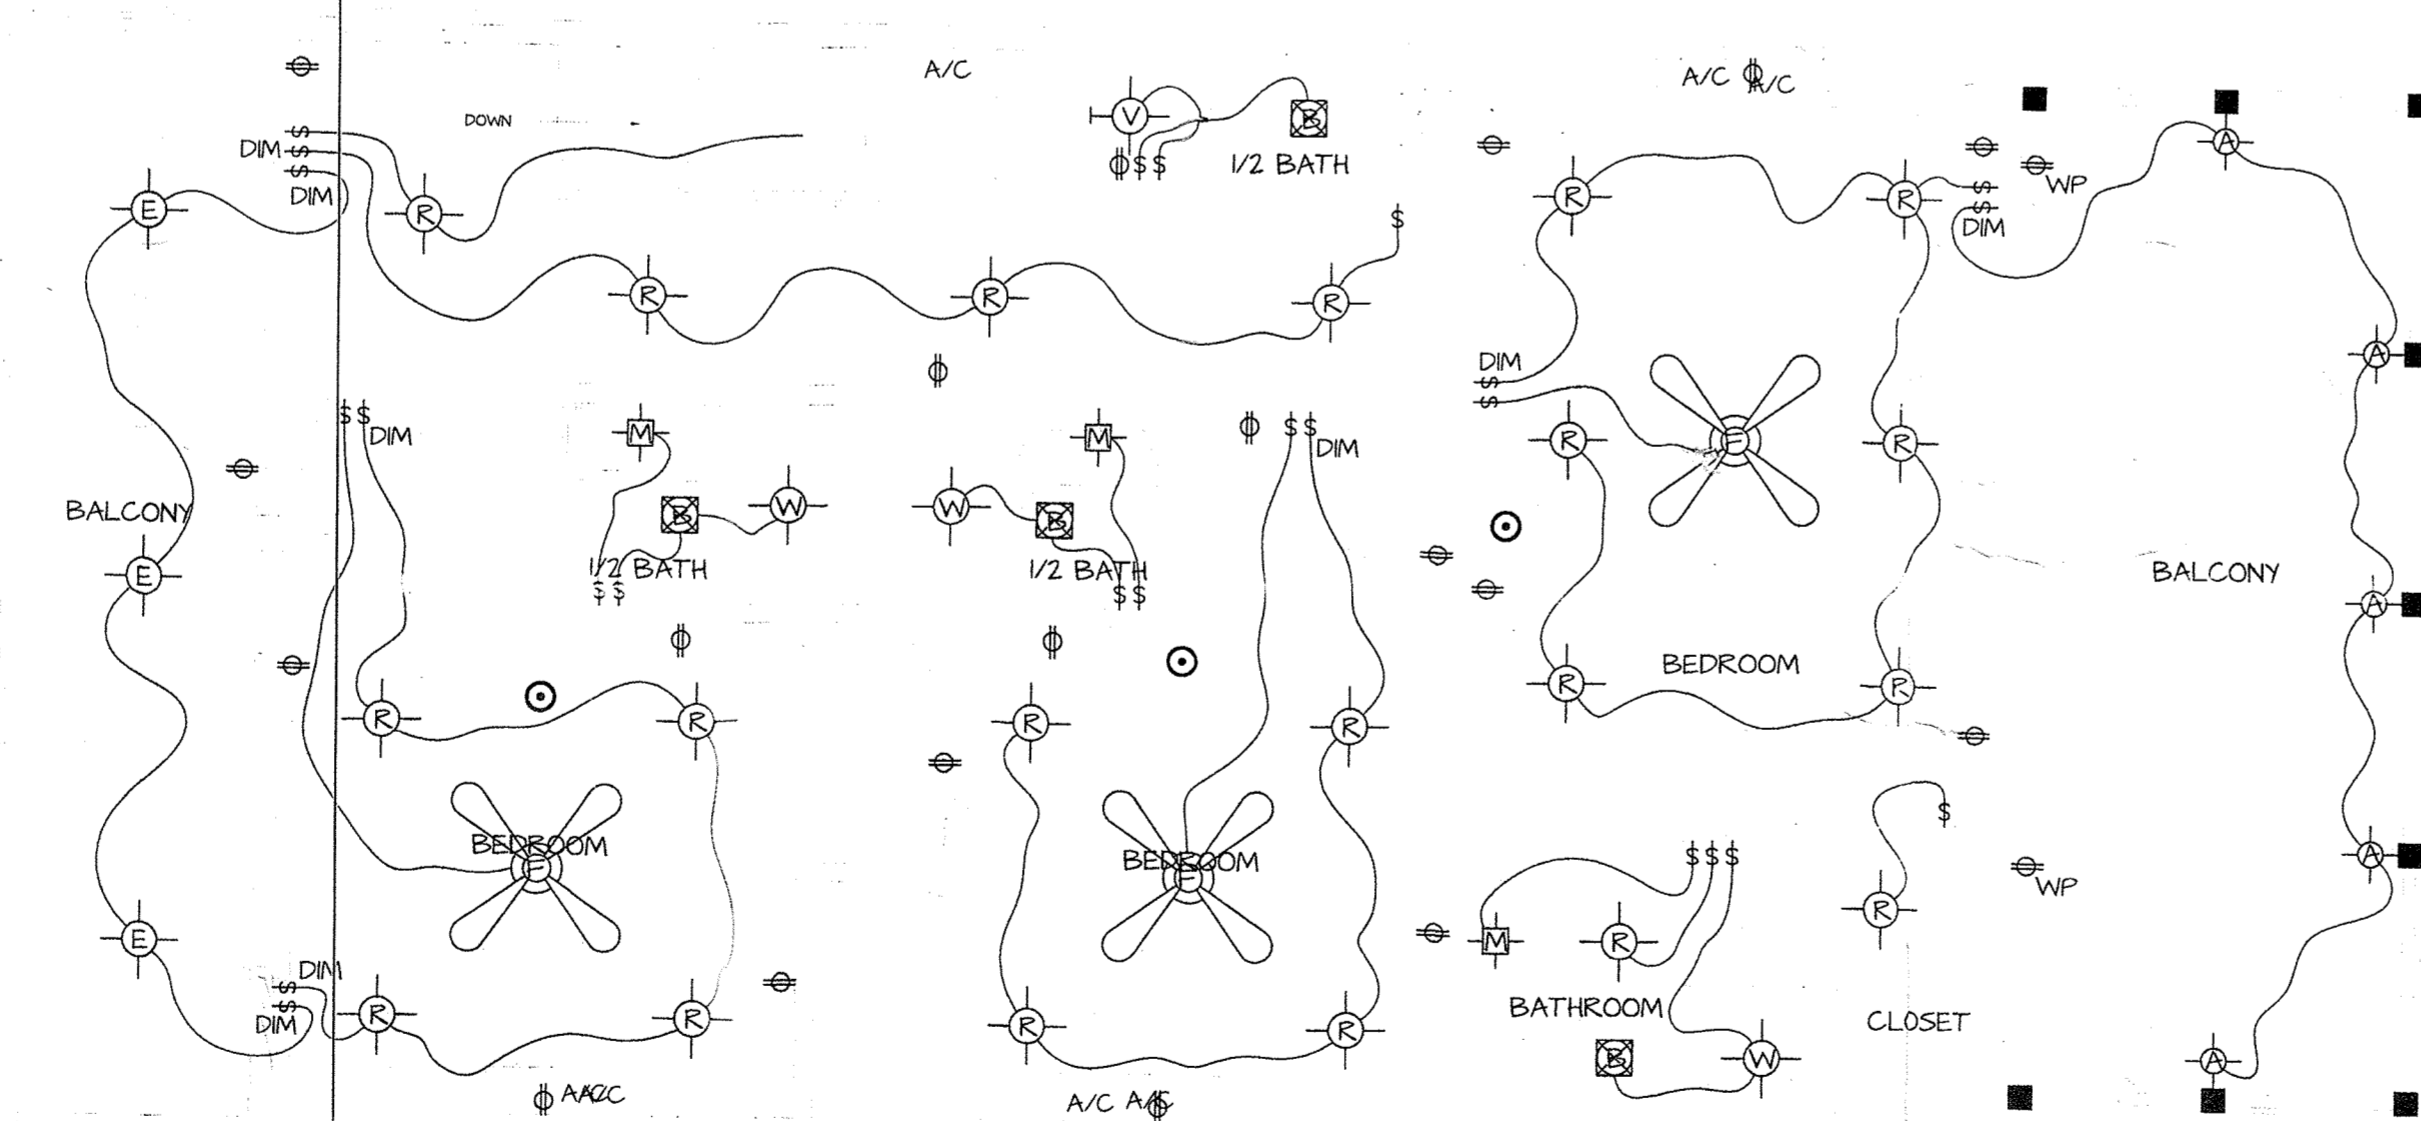 A/C
A/C A/C
DOWN
V
B
$
DIM $
$
DIM
$ $
1/2 BATH
WP
E
R
R
R
$
$
DIM
A
R
R
R
$
DIM
$
$
A
$ $
DIM
M
M
$ $
DIM
R
F
R
W
B
B
W
BALCONY
1/2 BATH
$ $
1/2 BATH
$ $
E
BALCONY
A
BEDROOM
R
R
R
R
R
R
BEDROOM
F
BEDROOM
F
$
$ $ $
A
WP
E
M
R
R
DIM
$
$
DIM
R
R
R
R
BATHROOM
CLOSET
B
W
A
A/C
A/C